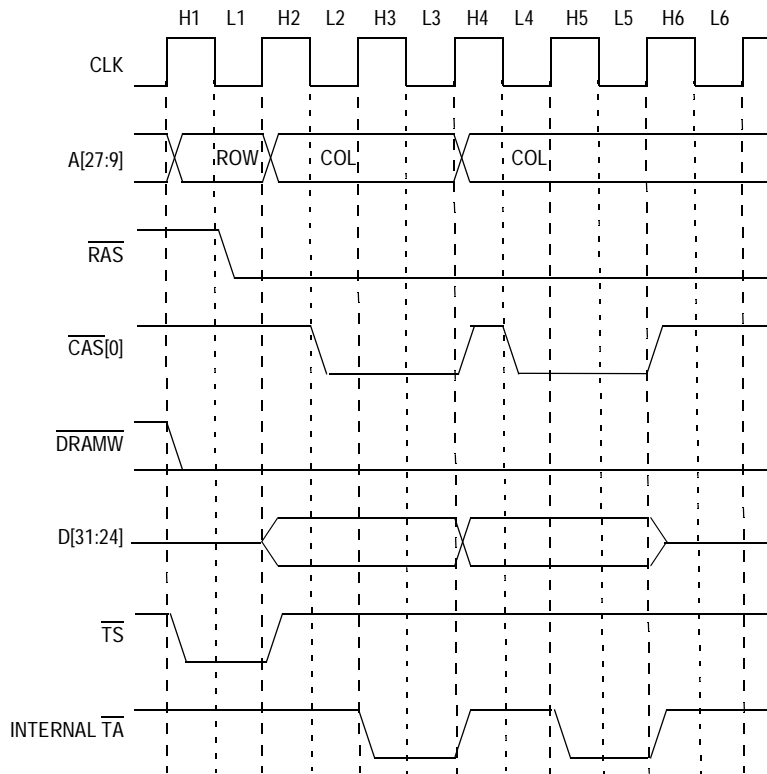 H1 L1 H2 L2 H3 L3 H4 L4 H5 L5 H6 L6
CLK
A[27:9] ROW COL COL
RAS
CAS[0]
DRAMW
D[31:24]
TS
INTERNAL TA